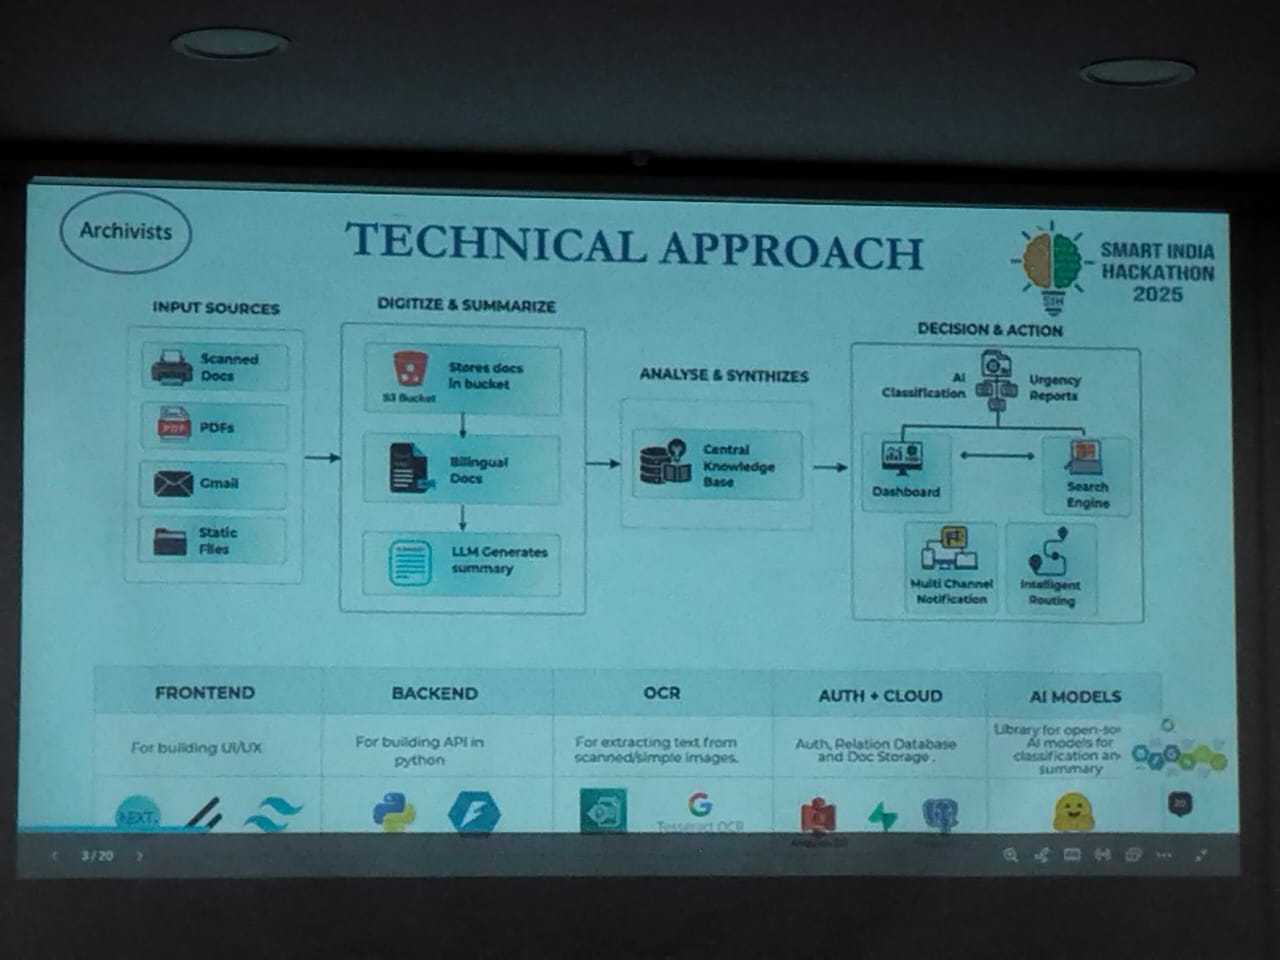 Archivists
TECHNICAL APPROACH
SMART INDIA
HACKATHON
2025
SIH
INPUT SOURCES
Scanned
Docs
PDF
PDFs
Gmail
Static
Files
DIGITIZE & SUMMARIZE
S3 Bucket
Stores docs
in bucket
Bilingual
Docs
LLM Generates
summary
ANALYSE & SYNTHIZES
Central
Knowledge
Base
DECISION & ACTION
AI
Classification
Urgency
Reports
Dashboard
Search
Engine
Multi Channel
Notification
Intelligent
Routing
FRONTEND
BACKEND
OCR
AUTH + CLOUD
AI MODELS
For building UI/UX
For building API in
python
For extracting text from
scanned/simple images.
Auth, Relation Database
and Doc Storage .
Library for open-sou
AI models for
classification an
summary
NEXT.
Tesseract OCR
3/20